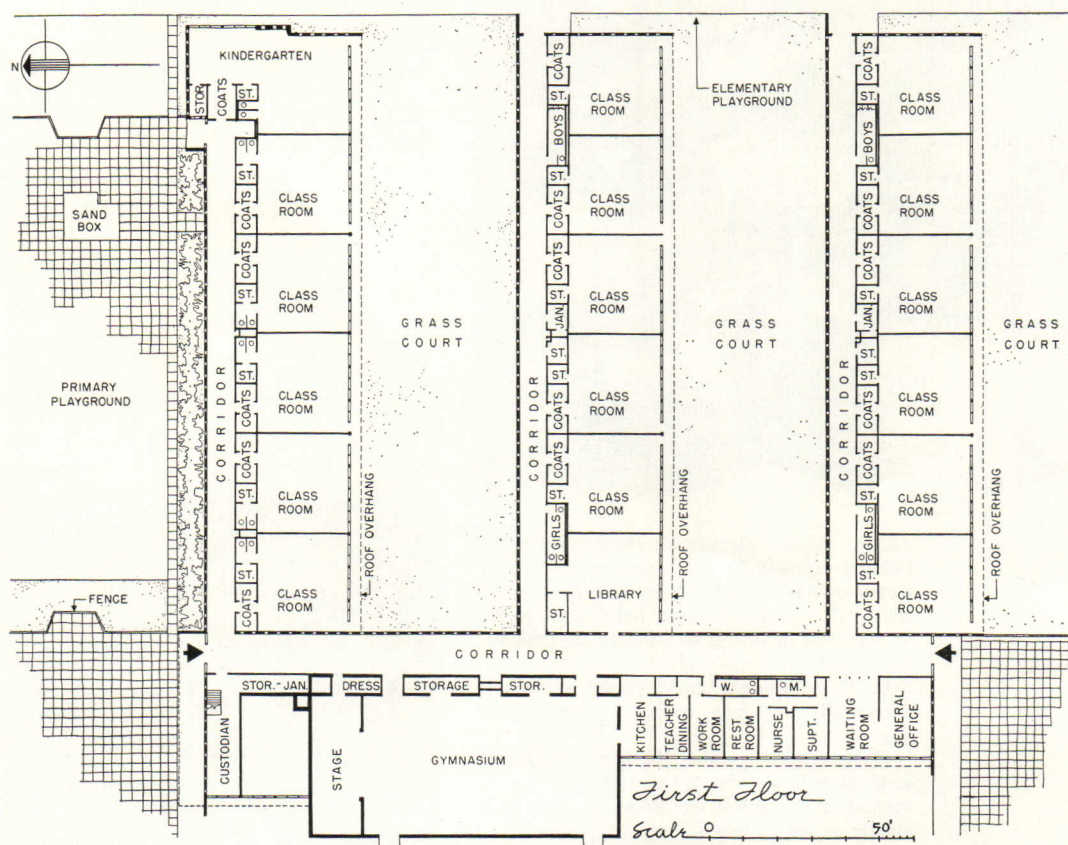 N
KINDERGARTEN
STOR.
COATS
ST.
ST.
CLASS
ROOM
COATS
COATS
ST.
CLASS
ROOM
ST.
CLASS
ROOM
COATS
COATS
ST.
CLASS
ROOM
ST.
CLASS
ROOM
COATS
SAND
BOX
PRIMARY
PLAYGROUND
FENCE
CORRIDOR
GRASS
COURT
ROOF OVERHANG
COATS
ST.
CLASS
ROOM
BOYS
ST.
COATS
CLASS
ROOM
COATS
ST.
CLASS
ROOM
JAN.
ST.
ST.
COATS
CLASS
ROOM
COATS
ST.
CLASS
ROOM
GIRLS
LIBRARY
ST.
CORRIDOR
ELEMENTARY
PLAYGROUND
GRASS
COURT
ROOF OVERHANG
COATS
ST.
CLASS
ROOM
BOYS
ST.
COATS
CLASS
ROOM
COATS
ST.
CLASS
ROOM
JAN.
ST.
ST.
COATS
CLASS
ROOM
COATS
ST.
CLASS
ROOM
GIRLS
ST.
COATS
CLASS
ROOM
CORRIDOR
GRASS
COURT
ROOF OVERHANG
CORRIDOR
STOR.-JAN.
DRESS
STORAGE
STOR.
W.
M.
CUSTODIAN
STAGE
GYMNASIUM
KITCHEN
TEACHER
DINING
WORK
ROOM
REST
ROOM
NURSE
SUPT.
WAITING
ROOM
GENERAL
OFFICE
First Floor
Scale 0 50'